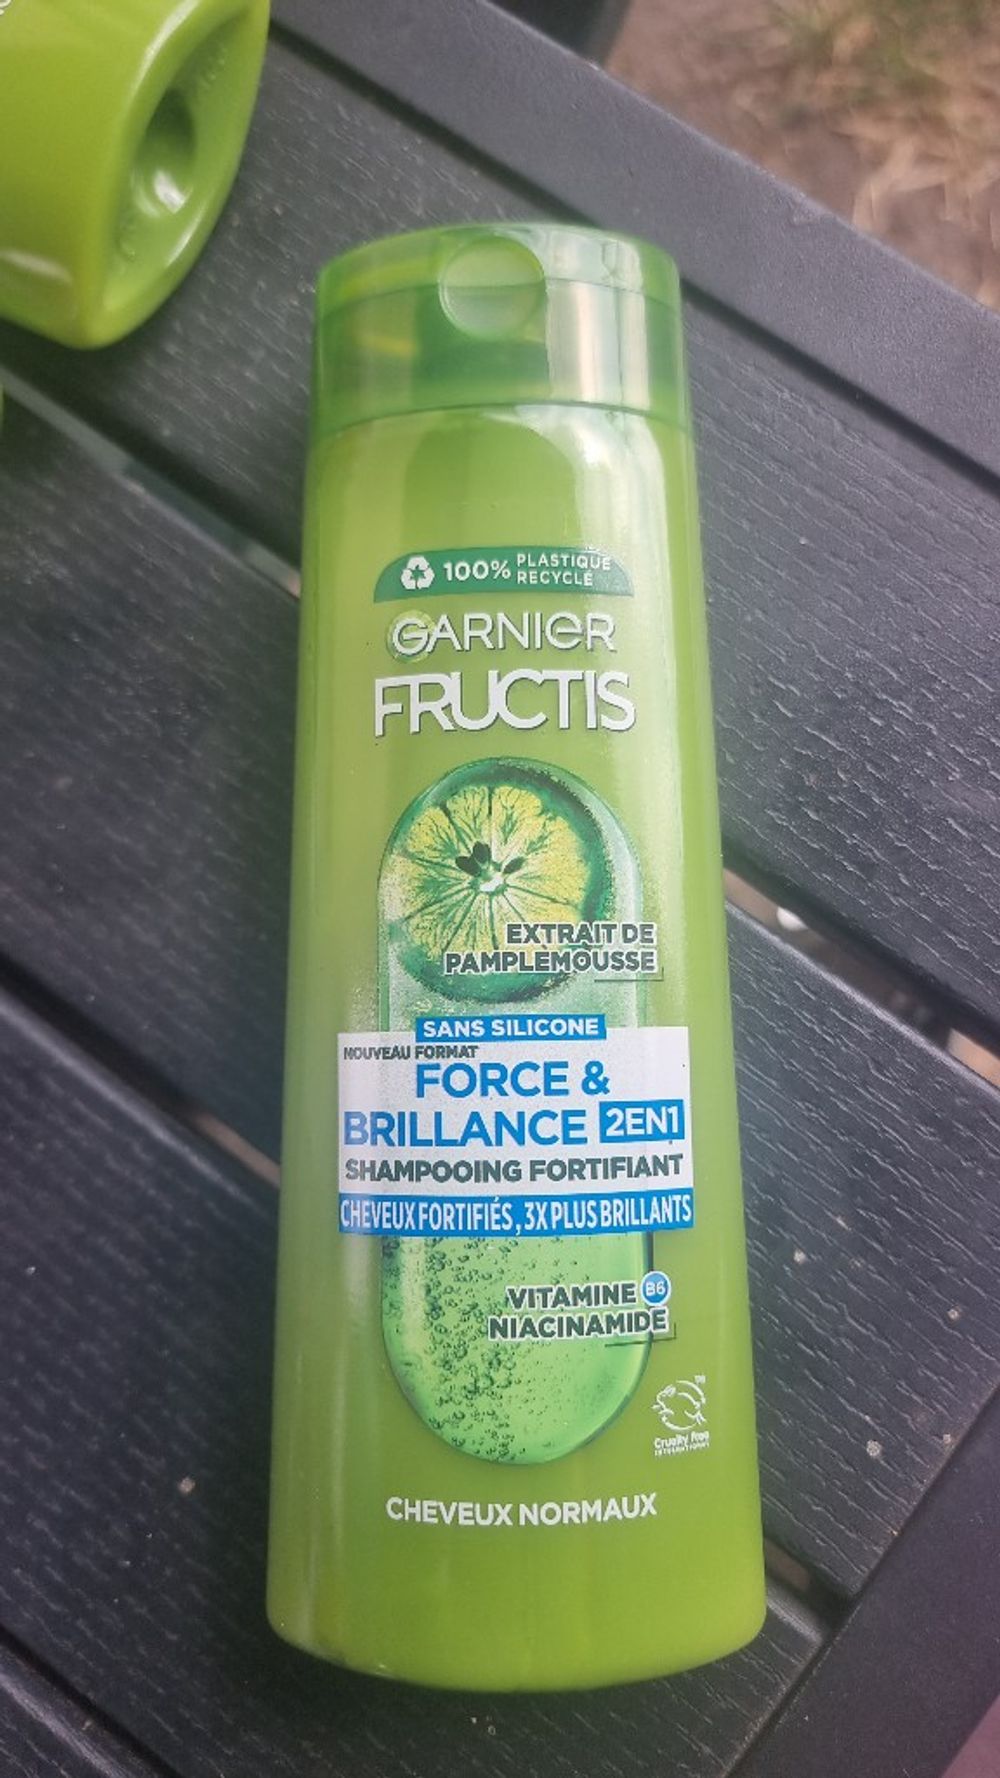 100% PLASTIQUE
RECYCLÉ
GARNIER
FRUCTIS
EXTRAIT DE
PAMPLEMOUSSE
SANS SILICONE
NOUVEAU FORMAT
FORCE &
BRILLANCE 2EN1
SHAMPOOING FORTIFIANT
CHEVEUX FORTIFIÉS, 3X PLUS BRILLANTS
VITAMINE B6
NIACINAMIDE
Cruelty free
INTERNATIONAL
CHEVEUX NORMAUX